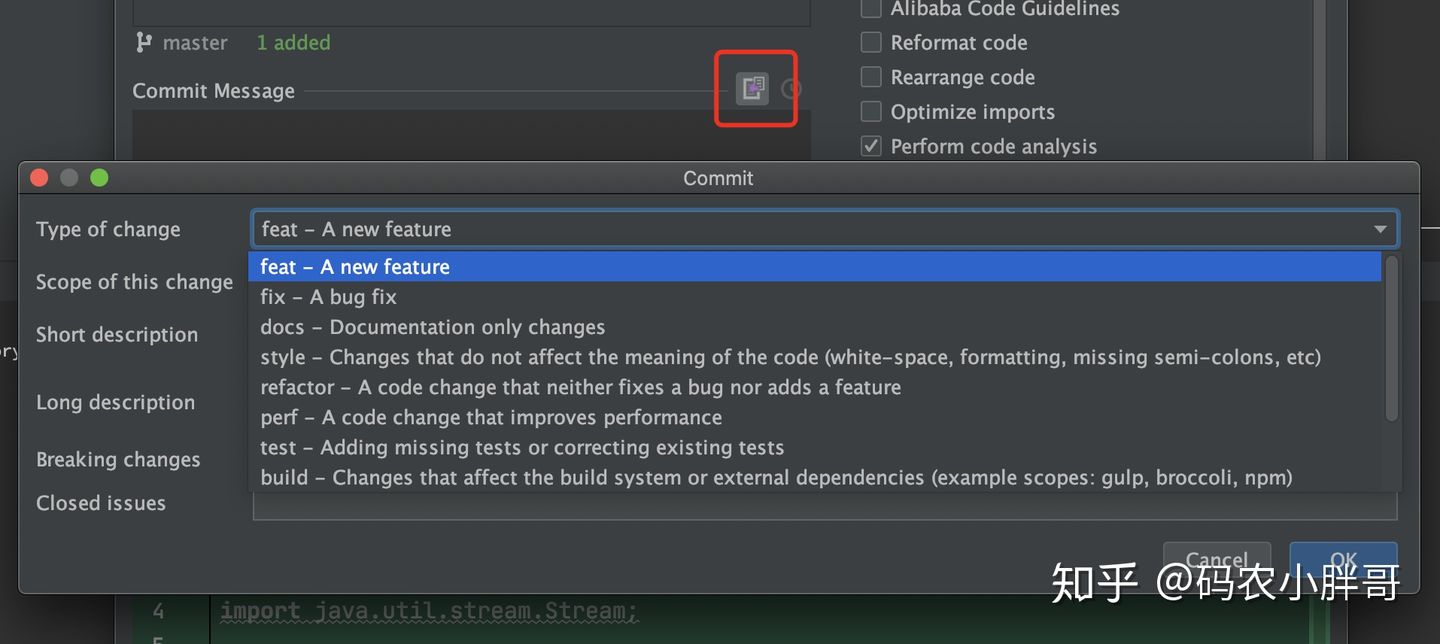 Alibaba Code Guidelines
master 1 added
Reformat code
Rearrange code
Commit Message
Optimize imports
Perform code analysis
Commit
Type of change
feat – A new feature
feat – A new feature
Scope of this change
fix – A bug fix
docs – Documentation only changes
Short description
style – Changes that do not affect the meaning of the code (white-space, formatting, missing semi-colons, etc)
refactor – A code change that neither fixes a bug nor adds a feature
Long description
perf – A code change that improves performance
test – Adding missing tests or correcting existing tests
Breaking changes
build – Changes that affect the build system or external dependencies (example scopes: gulp, broccoli, npm)
Closed issues
Cancel
OK
知乎 @码农小胖哥
4 import java.util.stream.Stream;